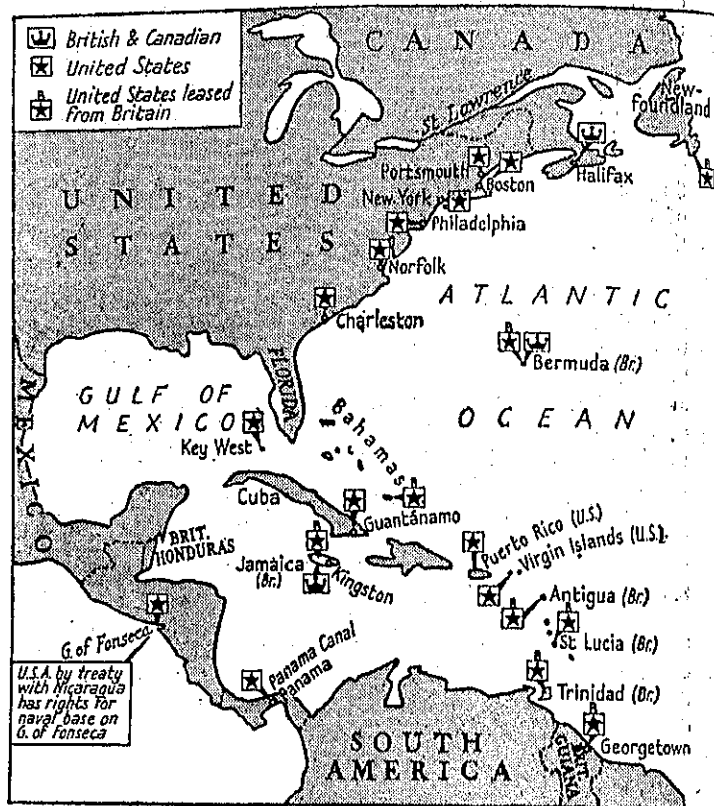 British & Canadian
United States
B
United States leased
from Britain
CANADA
St Lawrence
New-
foundland
B
Halifax
Portsmouth
Boston
New York
Philadelphia
UNITED
STATES
Norfolk
Charleston
ATLANTIC
OCEAN
B
Bermuda (Br.)
FLORIDA
GULF OF
MEXICO
Key West
Bahamas
B
MEXICO
Cuba
Guantánamo
BRIT.
HONDURAS
B
Jamaica
(Br.)
Kingston
Puerto Rico (U.S.)
Virgin Islands (U.S.)
B
Antigua (Br.)
B
St Lucia (Br.)
G. of Fonseca
U.S.A. by treaty
with Nicaragua
has rights for
naval base on
G. of Fonseca
Panama Canal
Panama
B
Trinidad (Br.)
B
Georgetown
SOUTH
AMERICA
BRIT.
GUIANA